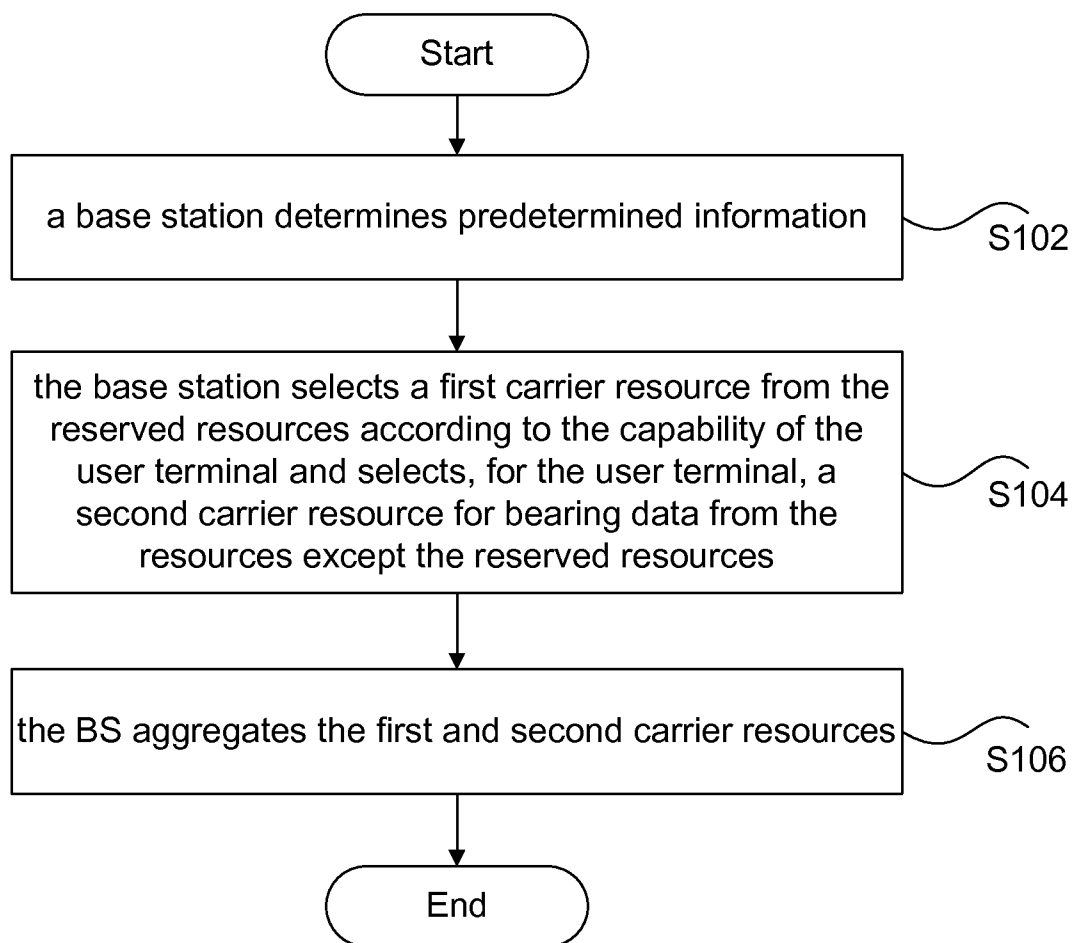 Start
a base station determines predetermined information
S102
the base station selects a first carrier resource from the
reserved resources according to the capability of the
user terminal and selects, for the user terminal, a
second carrier resource for bearing data from the
resources except the reserved resources
S104
the BS aggregates the first and second carrier resources
S106
End